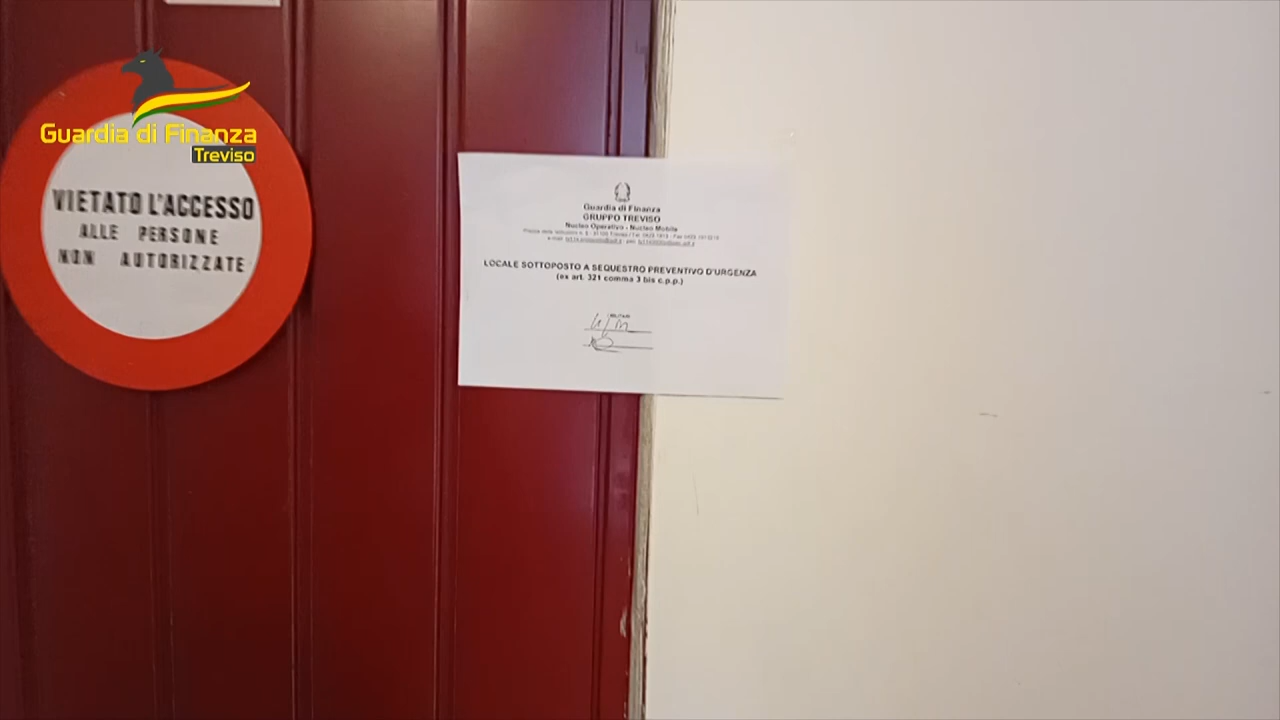 Guardia di Finanza
Treviso
VIETATO L'ACCESSO
ALLE PERSONE
NON AUTORIZZATE
Guardia di Finanza
GRUPPO TREVISO
Nucleo Operativo - Nucleo Mobile
LOCALE SOTTOPOSTO A SEQUESTRO PREVENTIVO D'URGENZA
(ex art. 321 comma 3 bis c.p.p.)